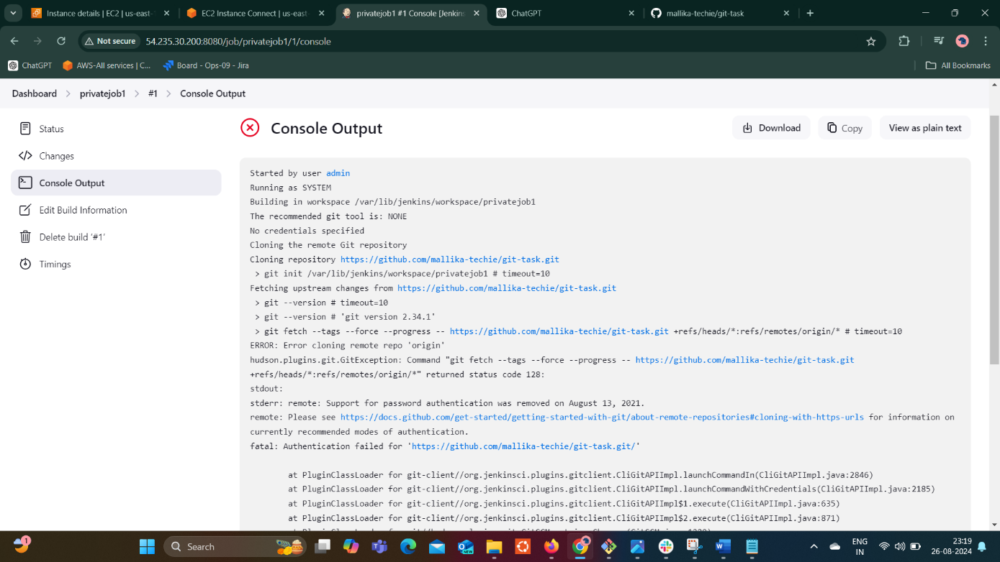 Instance details | EC2 | us-east-
EC2 Instance Connect | us-east-
privatejob1 #1 Console [Jenkins
ChatGPT
mallika-techie/git-task
Not secure
54.235.30.200:8080/job/privatejob1/1/console
ChatGPT
AWS-All services | C...
Board - Ops-09 - Jira
All Bookmarks
Dashboard
privatejob1
#1
Console Output
Status
Changes
Console Output
Edit Build Information
Delete build '#1'
Timings
Console Output
Download
Copy
View as plain text
Started by user admin
Running as SYSTEM
Building in workspace /var/lib/jenkins/workspace/privatejob1
The recommended git tool is: NONE
No credentials specified
Cloning the remote Git repository
Cloning repository https://github.com/mallika-techie/git-task.git
> git init /var/lib/jenkins/workspace/privatejob1 # timeout=10
Fetching upstream changes from https://github.com/mallika-techie/git-task.git
> git --version # timeout=10
> git --version # 'git version 2.34.1'
> git fetch --tags --force --progress -- https://github.com/mallika-techie/git-task.git +refs/heads/*:refs/remotes/origin/* # timeout=10
ERROR: Error cloning remote repo 'origin'
hudson.plugins.git.GitException: Command "git fetch --tags --force --progress -- https://github.com/mallika-techie/git-task.git
+refs/heads/*:refs/remotes/origin/*" returned status code 128:
stdout:
stderr: remote: Support for password authentication was removed on August 13, 2021.
remote: Please see https://docs.github.com/get-started/getting-started-with-git/about-remote-repositories#cloning-with-https-urls for information on
currently recommended modes of authentication.
fatal: Authentication failed for 'https://github.com/mallika-techie/git-task.git/'
at PluginClassLoader for git-client//org.jenkinsci.plugins.gitclient.CliGitAPIImpl.launchCommandIn(CliGitAPIImpl.java:2846)
at PluginClassLoader for git-client//org.jenkinsci.plugins.gitclient.CliGitAPIImpl.launchCommandWithCredentials(CliGitAPIImpl.java:2185)
at PluginClassLoader for git-client//org.jenkinsci.plugins.gitclient.CliGitAPIImpl$1.execute(CliGitAPIImpl.java:635)
at PluginClassLoader for git-client//org.jenkinsci.plugins.gitclient.CliGitAPIImpl$2.execute(CliGitAPIImpl.java:871)
1
Search
ENG
IN
23:19
26-08-2024